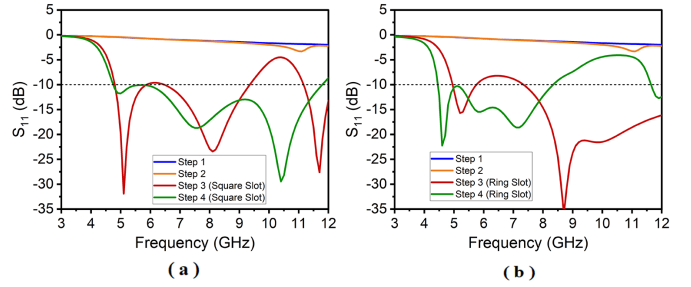 (a)
5
0
-5
-10
-15
-20
-25
-30
-35
S11 (dB)
Step 1
Step 2
Step 3 (Square Slot)
Step 4 (Square Slot)
3 4 5 6 7 8 9 10 11 12
Frequency (GHz)
( a )
(b)
5
0
-5
-10
-15
-20
-25
-30
-35
S11 (dB)
Step 1
Step 2
Step 3 (Ring Slot)
Step 4 (Ring Slot)
3 4 5 6 7 8 9 10 11 12
Frequency (GHz)
( b )